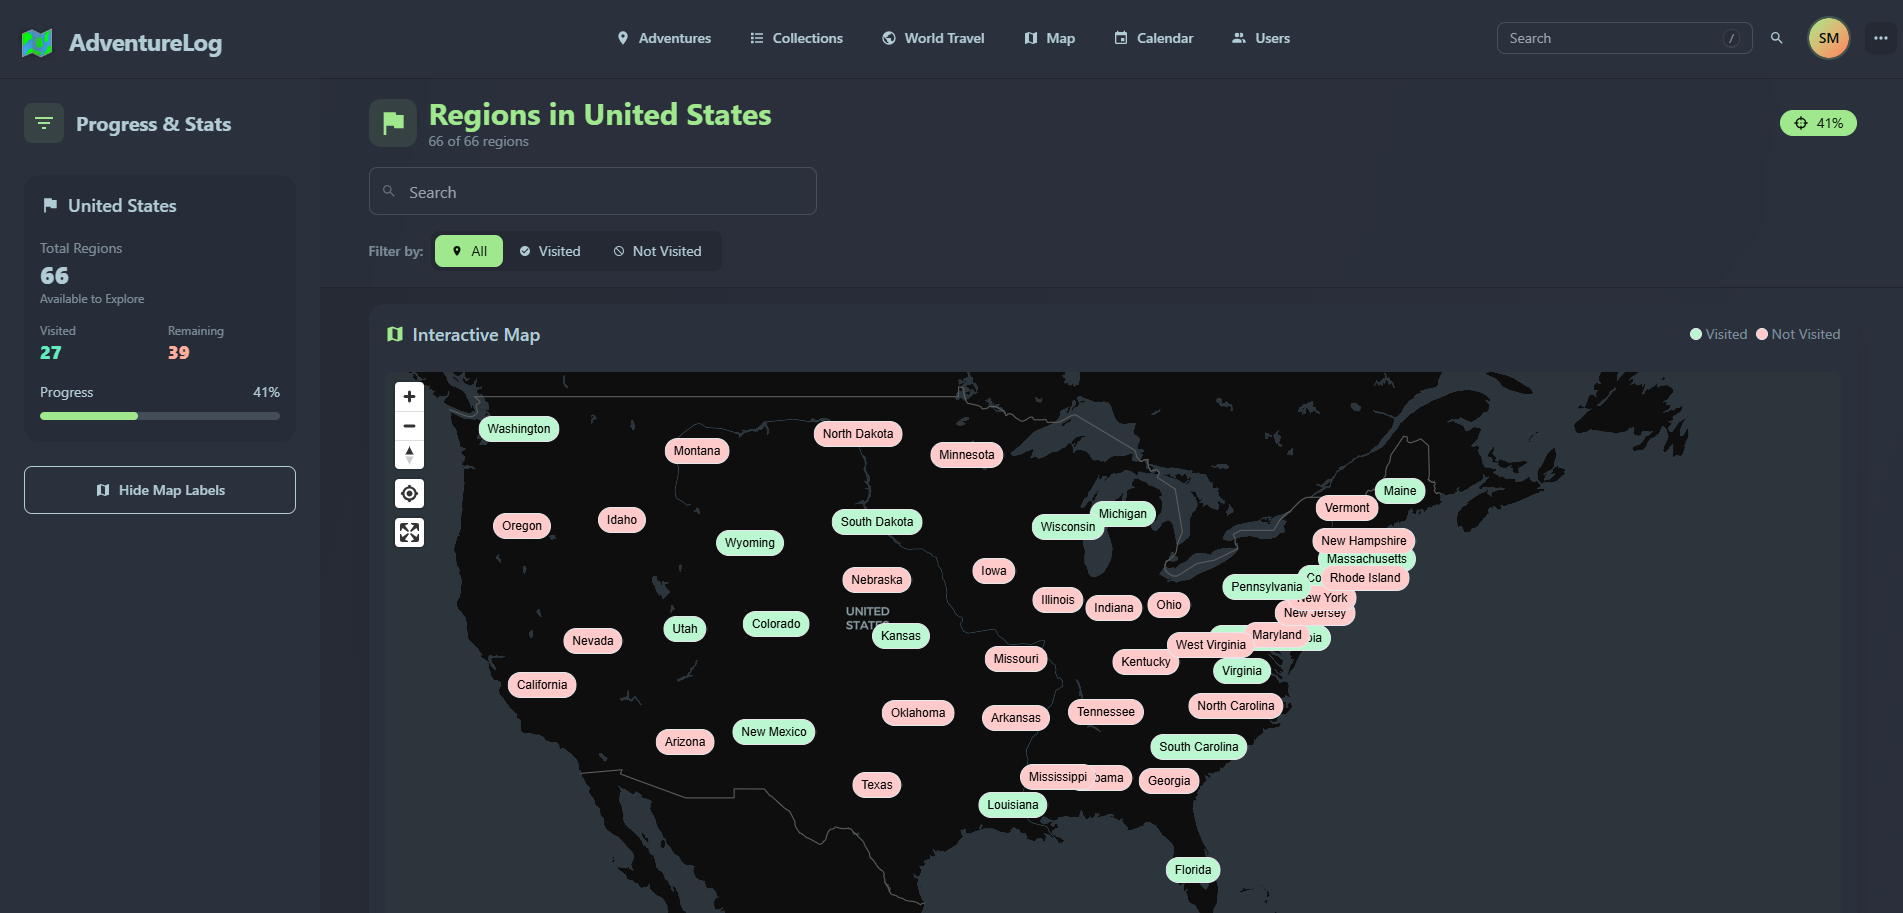 AdventureLog
Adventures
Collections
World Travel
Map
Calendar
Users
Search
/
SM
Progress & Stats
United States
Total Regions
66
Available to Explore
Visited
27
Remaining
39
Progress
41%
Hide Map Labels
Regions in United States
66 of 66 regions
41%
Search
Filter by:
All
Visited
Not Visited
Interactive Map
Visited
Not Visited
Washington
North Dakota
Montana
Minnesota
Maine
Vermont
Michigan
Idaho
Oregon
South Dakota
Wisconsin
Wyoming
New Hampshire
Massachusetts
Iowa
Co
Rhode Island
Nebraska
Pennsylvania
New York
Illinois
Ohio
Indiana
UNITED
STATES
New Jersey
Colorado
Utah
Kansas
Maryland
bia
Nevada
West Virginia
Missouri
Kentucky
Virginia
California
North Carolina
Tennessee
Oklahoma
Arkansas
New Mexico
Arizona
South Carolina
Mississippi
bama
Georgia
Texas
Louisiana
Florida